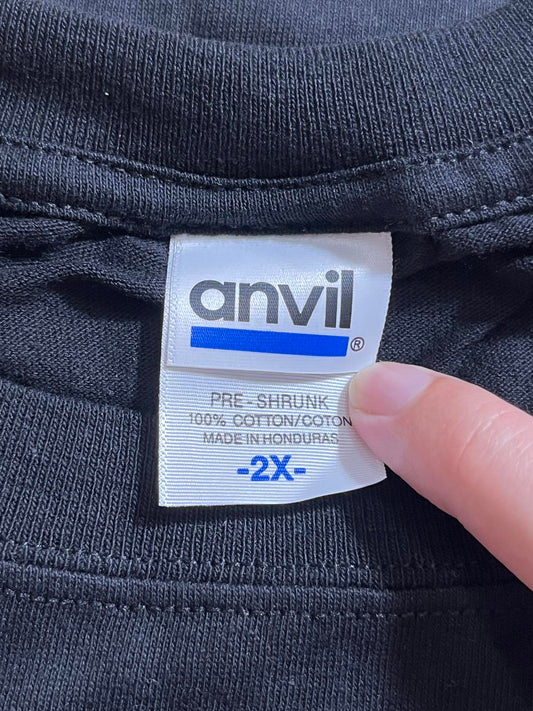 anvil®
PRE-SHRUNK
100% COTTON/COTON
MADE IN HONDURAS
-2X-